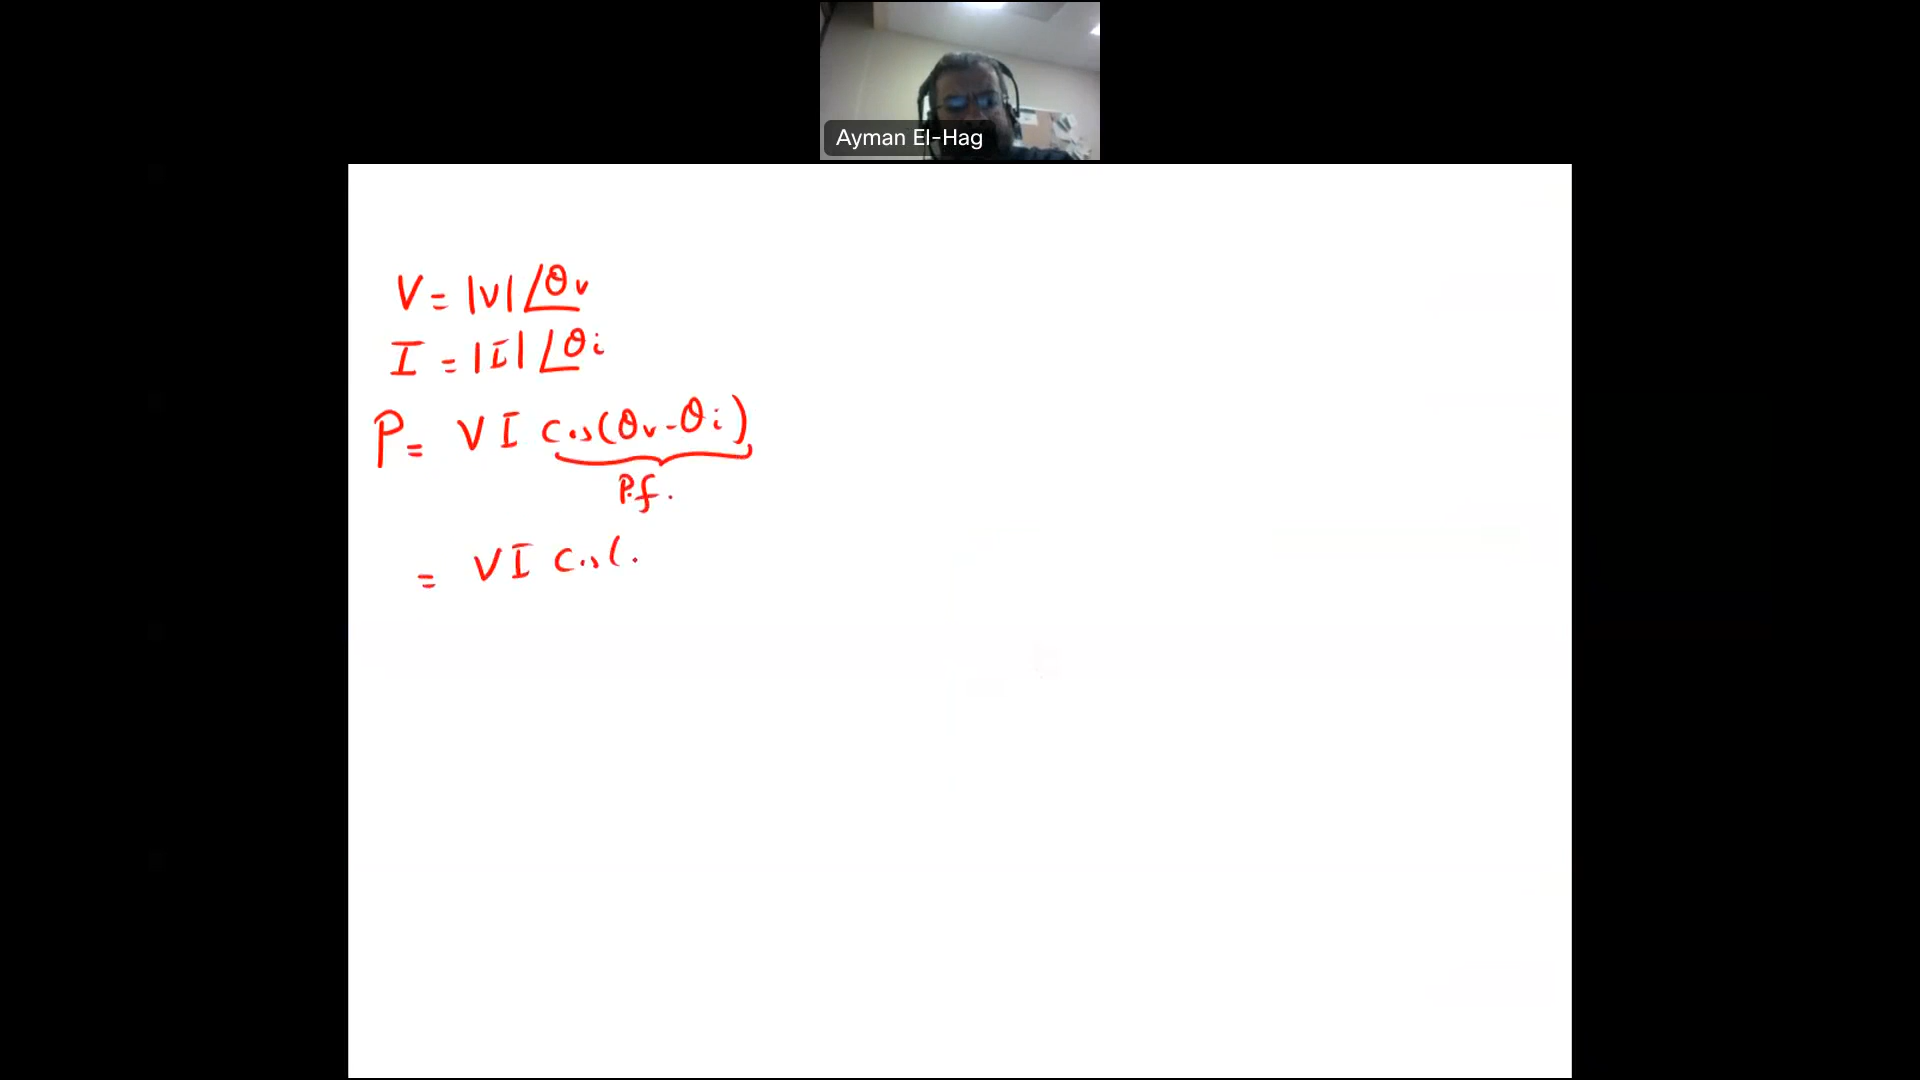 Ayman El-Hag
V = |V| ∠θv
I = |I| ∠θi
P = V I Cos(θv - θi)
P.f.
= V I Cos(.